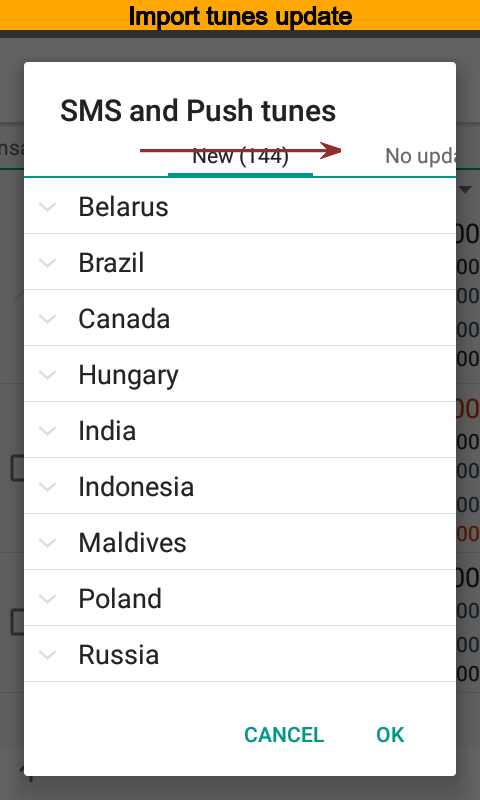 Import tunes update
SMS and Push tunes
New (144)
No upda
Belarus
Brazil
Canada
Hungary
India
Indonesia
Maldives
Poland
Russia
CANCEL
OK